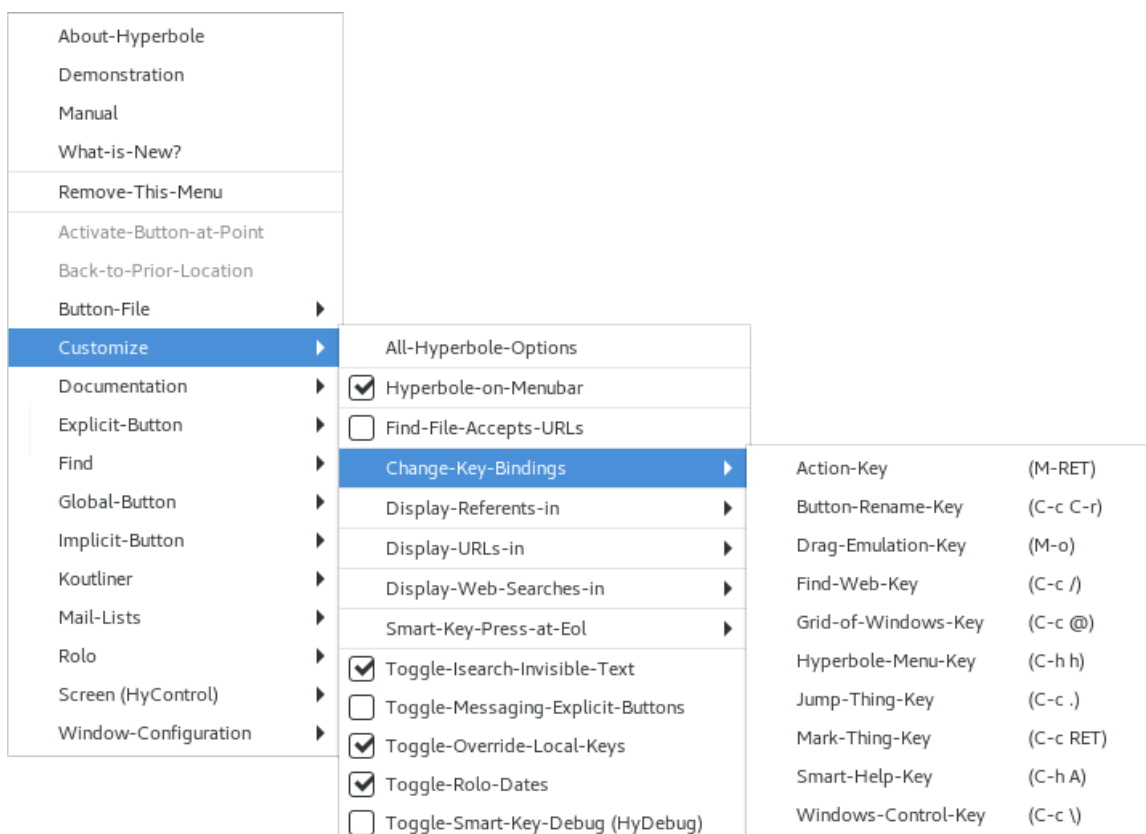 About-Hyperbole
Demonstration
Manual
What-is-New?
Remove-This-Menu
Activate-Button-at-Point
Back-to-Prior-Location
Button-File
Customize
Documentation
Explicit-Button
Find
Global-Button
Implicit-Button
Koutliner
Mail-Lists
Rolo
Screen (HyControl)
Window-Configuration
All-Hyperbole-Options
Hyperbole-on-Menubar
Find-File-Accepts-URLs
Change-Key-Bindings
Display-Referents-in
Display-URLs-in
Display-Web-Searches-in
Smart-Key-Press-at-Eol
Toggle-Isearch-Invisible-Text
Toggle-Messaging-Explicit-Buttons
Toggle-Override-Local-Keys
Toggle-Rolo-Dates
Toggle-Smart-Key-Debug (HyDebug)
Action-Key (M-RET)
Button-Rename-Key (C-c C-r)
Drag-Emulation-Key (M-o)
Find-Web-Key (C-c /)
Grid-of-Windows-Key (C-c @)
Hyperbole-Menu-Key (C-h h)
Jump-Thing-Key (C-c .)
Mark-Thing-Key (C-c RET)
Smart-Help-Key (C-h A)
Windows-Control-Key (C-c \)